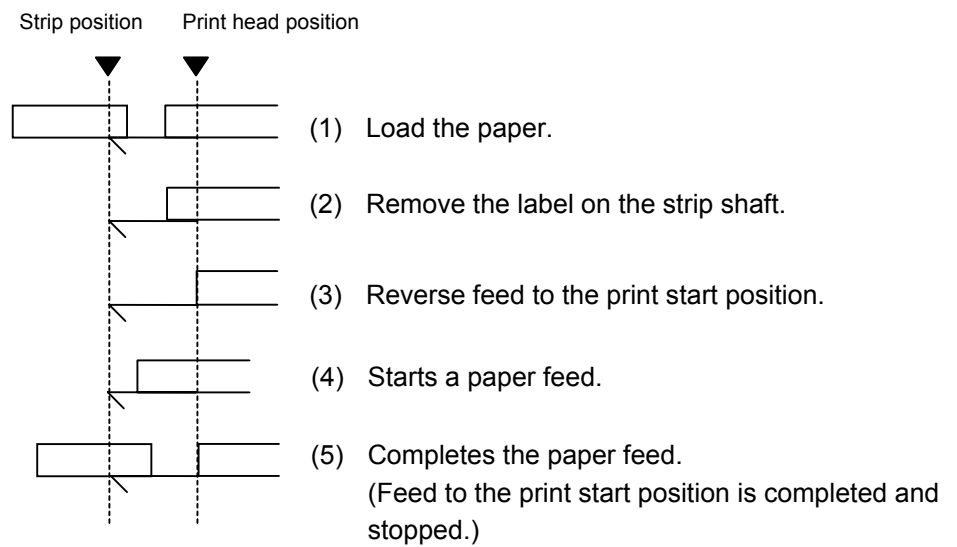 Strip position Print head position
(1) Load the paper.
(2) Remove the label on the strip shaft.
(3) Reverse feed to the print start position.
(4) Starts a paper feed.
(5) Completes the paper feed.
(Feed to the print start position is completed and
stopped.)